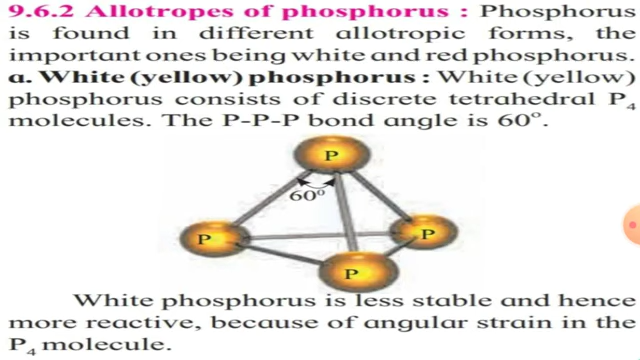 9.6.2 Allotropes of phosphorus : Phosphorus
is found in different allotropic forms, the
important ones being white and red phosphorus.
a. White (yellow) phosphorus : White (yellow)
phosphorus consists of discrete tetrahedral P₄
molecules. The P-P-P bond angle is 60°.
P
60°
P
P
P
White phosphorus is less stable and hence
more reactive, because of angular strain in the
P₄ molecule.